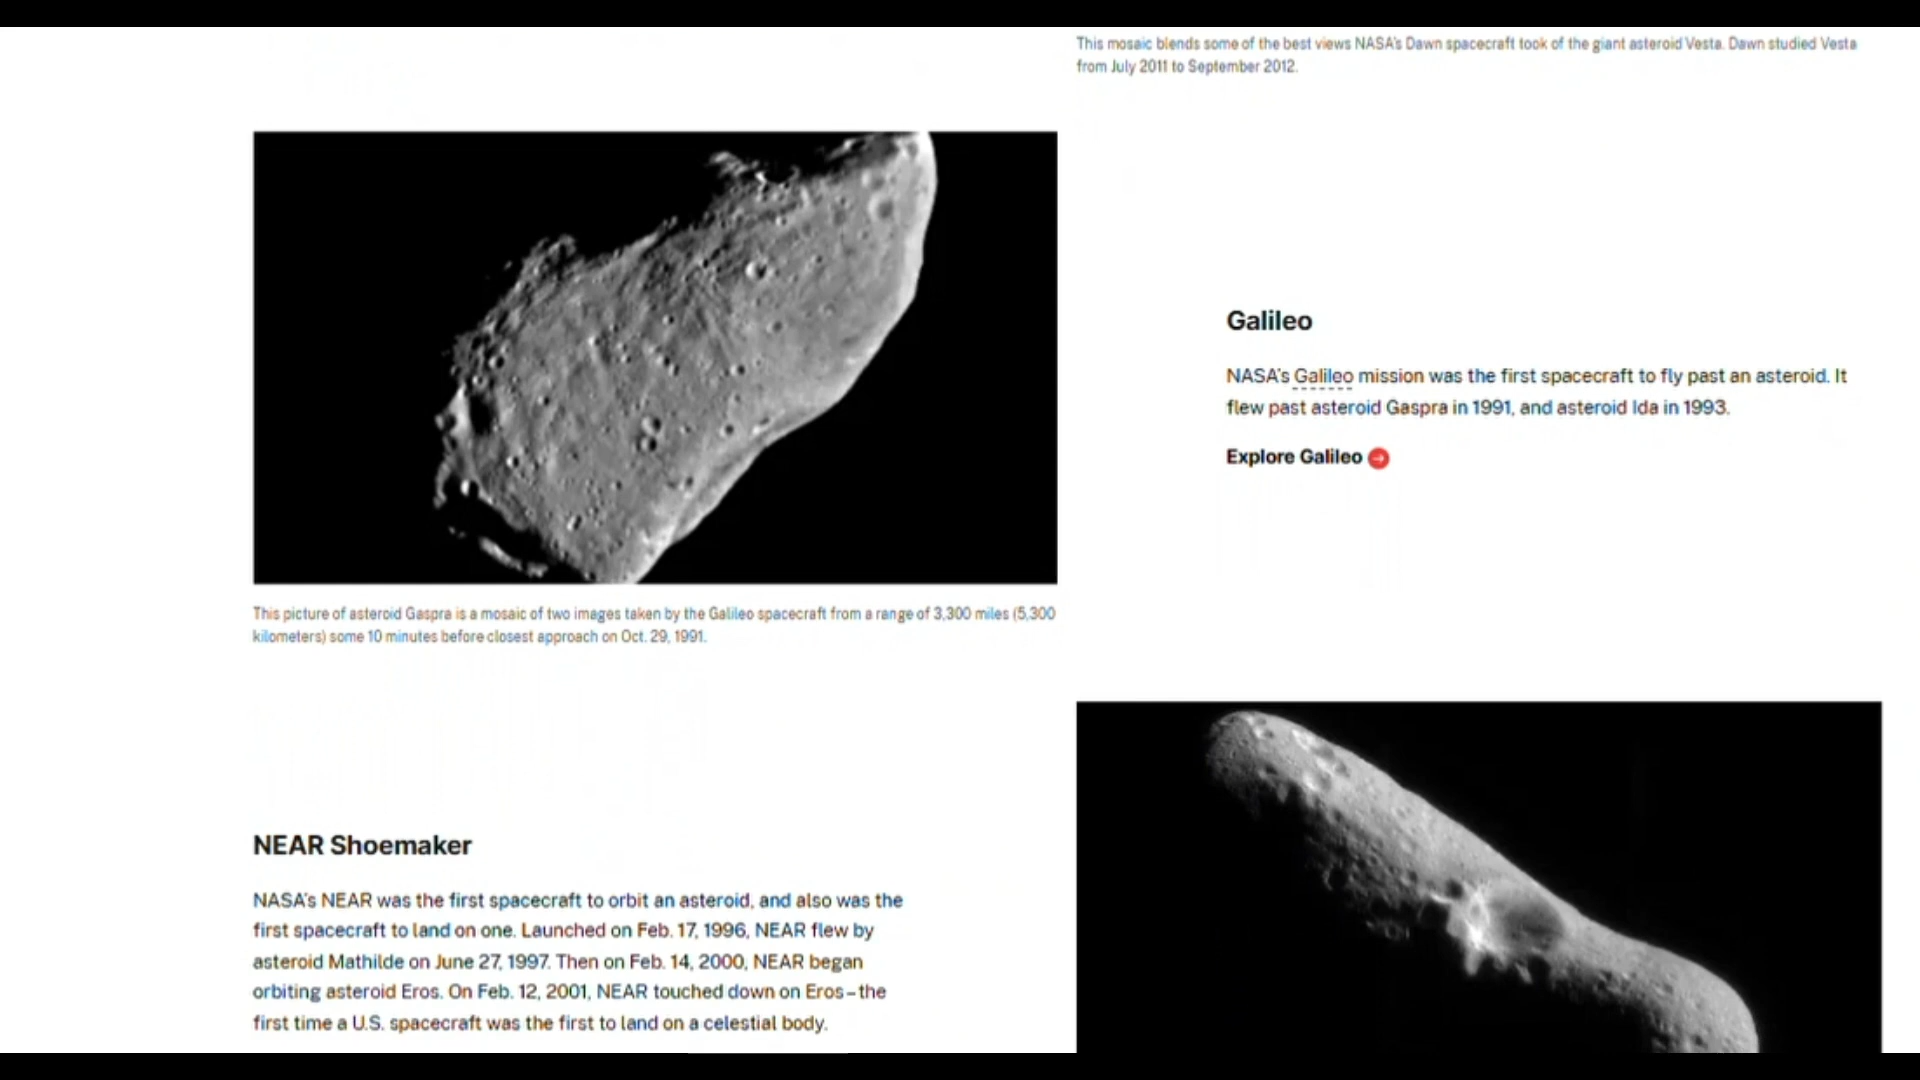 This mosaic blends some of the best views NASA's Dawn spacecraft took of the giant asteroid Vesta. Dawn studied Vesta
from July 2011 to September 2012.
Galileo
NASA's Galileo mission was the first spacecraft to fly past an asteroid. It
flew past asteroid Gaspra in 1991, and asteroid Ida in 1993.
Explore Galileo
This picture of asteroid Gaspra is a mosaic of two images taken by the Galileo spacecraft from a range of 3,300 miles (5,300
kilometers) some 10 minutes before closest approach on Oct. 29, 1991.
NEAR Shoemaker
NASA's NEAR was the first spacecraft to orbit an asteroid, and also was the
first spacecraft to land on one. Launched on Feb. 17, 1996, NEAR flew by
asteroid Mathilde on June 27, 1997. Then on Feb. 14, 2000, NEAR began
orbiting asteroid Eros. On Feb. 12, 2001, NEAR touched down on Eros – the
first time a U.S. spacecraft was the first to land on a celestial body.